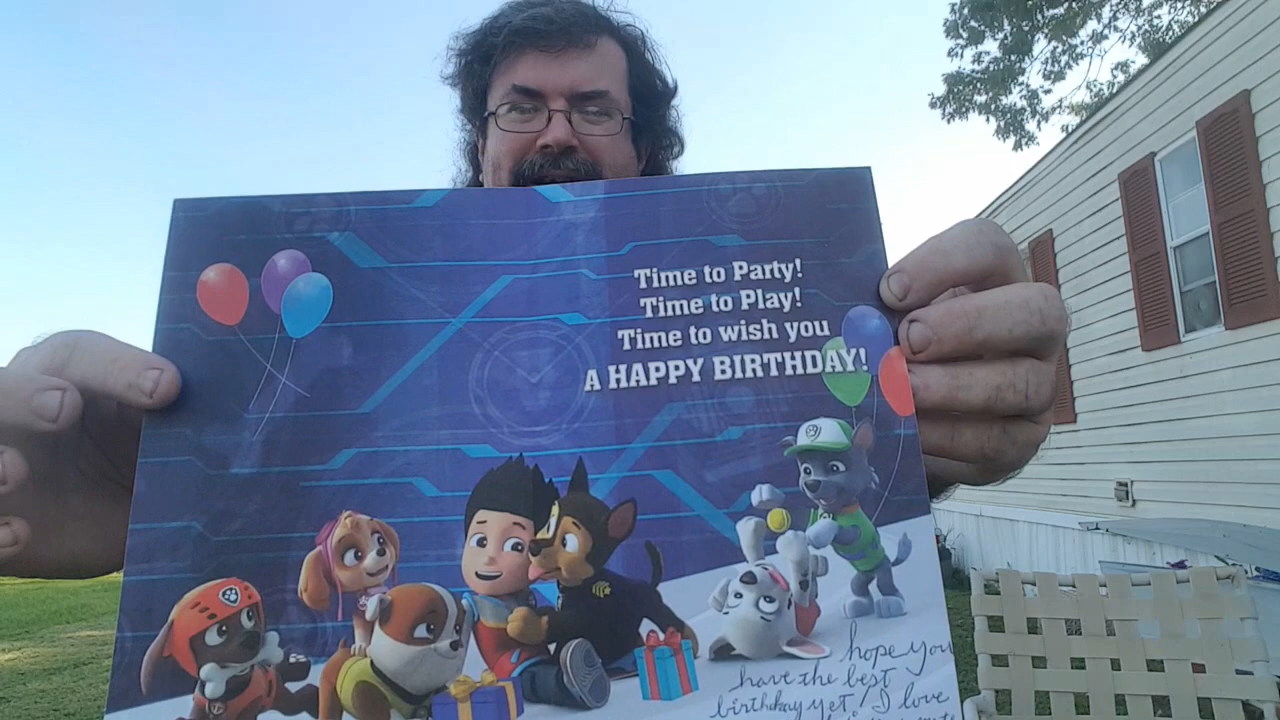 Time to Party!
Time to Play!
Time to wish you
A HAPPY BIRTHDAY!
hope you
have the best
birthday yet! I love